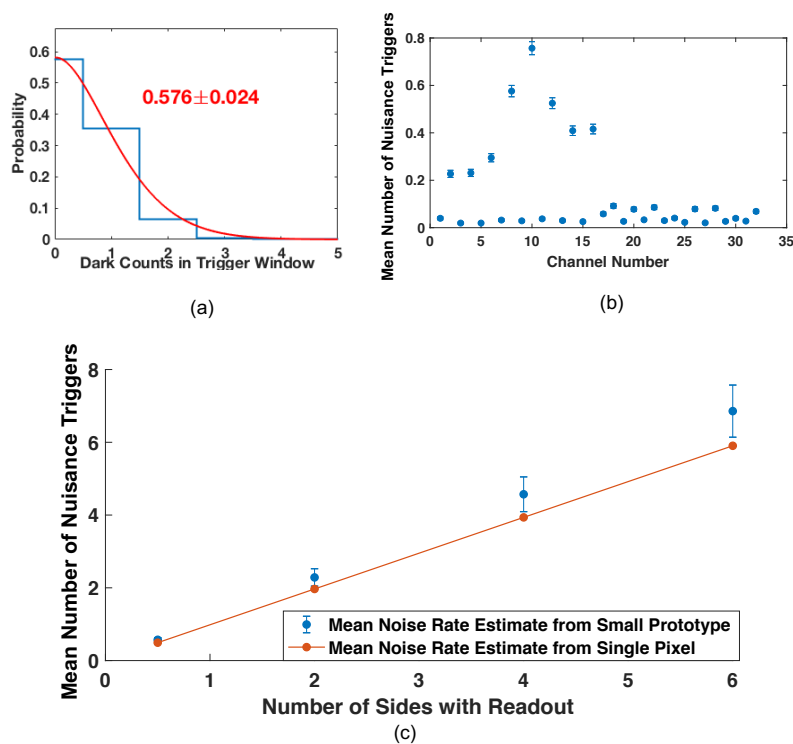 0.6
0.5
0.4
0.3
0.2
0.1
0
Probability
0.576±0.024
0 1 2 3 4 5
Dark Counts in Trigger Window
(a)
0.8
0.6
0.4
0.2
0
Mean Number of Nuisance Triggers
0 5 10 15 20 25 30 35
Channel Number
(b)
8
6
4
2
0
Mean Number of Nuisance Triggers
Mean Noise Rate Estimate from Small Prototype
Mean Noise Rate Estimate from Single Pixel
0 1 2 3 4 5 6
Number of Sides with Readout
(c)